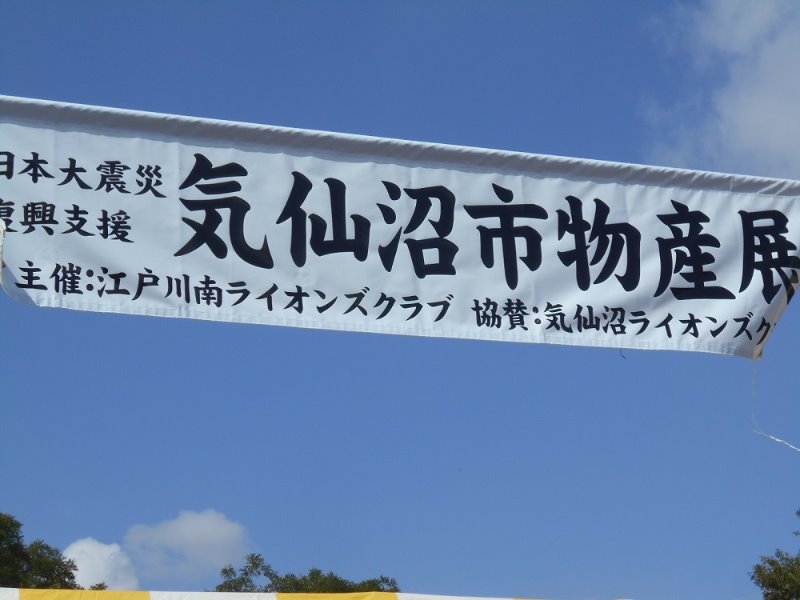 日本大震災
復興支援
気仙沼市物産展
主催:江戸川南ライオンズクラブ 協賛:気仙沼ライオンズク